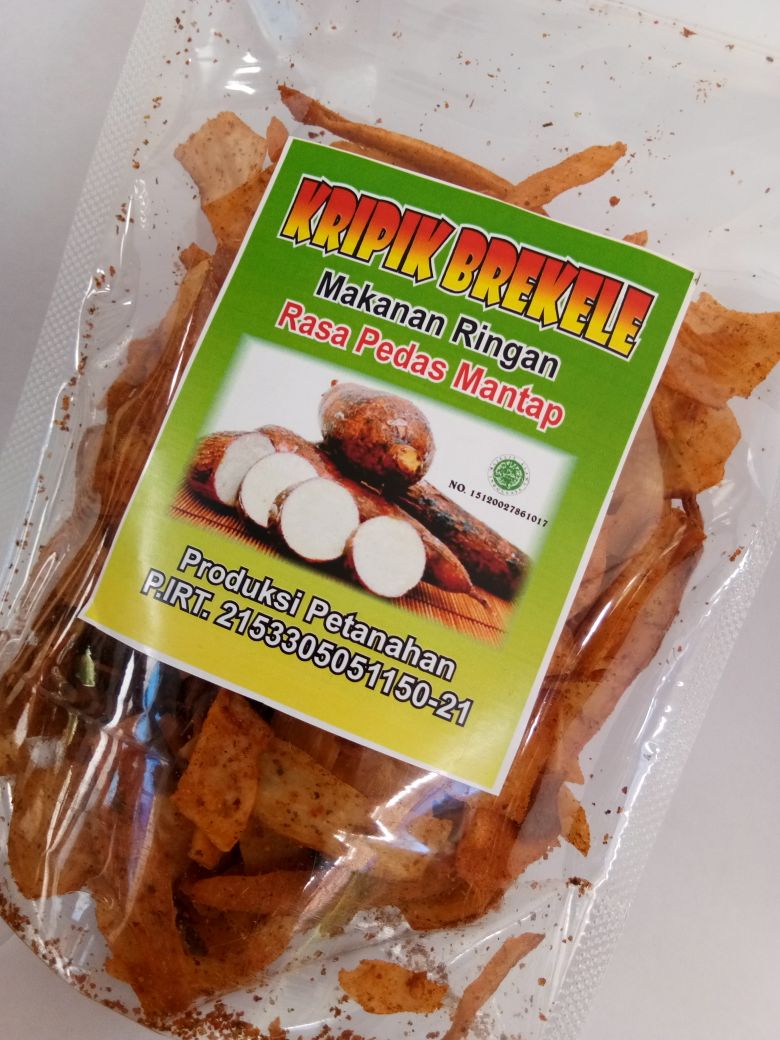 KRIPIK BREKELE
Makanan Ringan
Rasa Pedas Mantap
NO. 15120027861017
Produksi Petanahan
P.IRT. 2153305051150-21